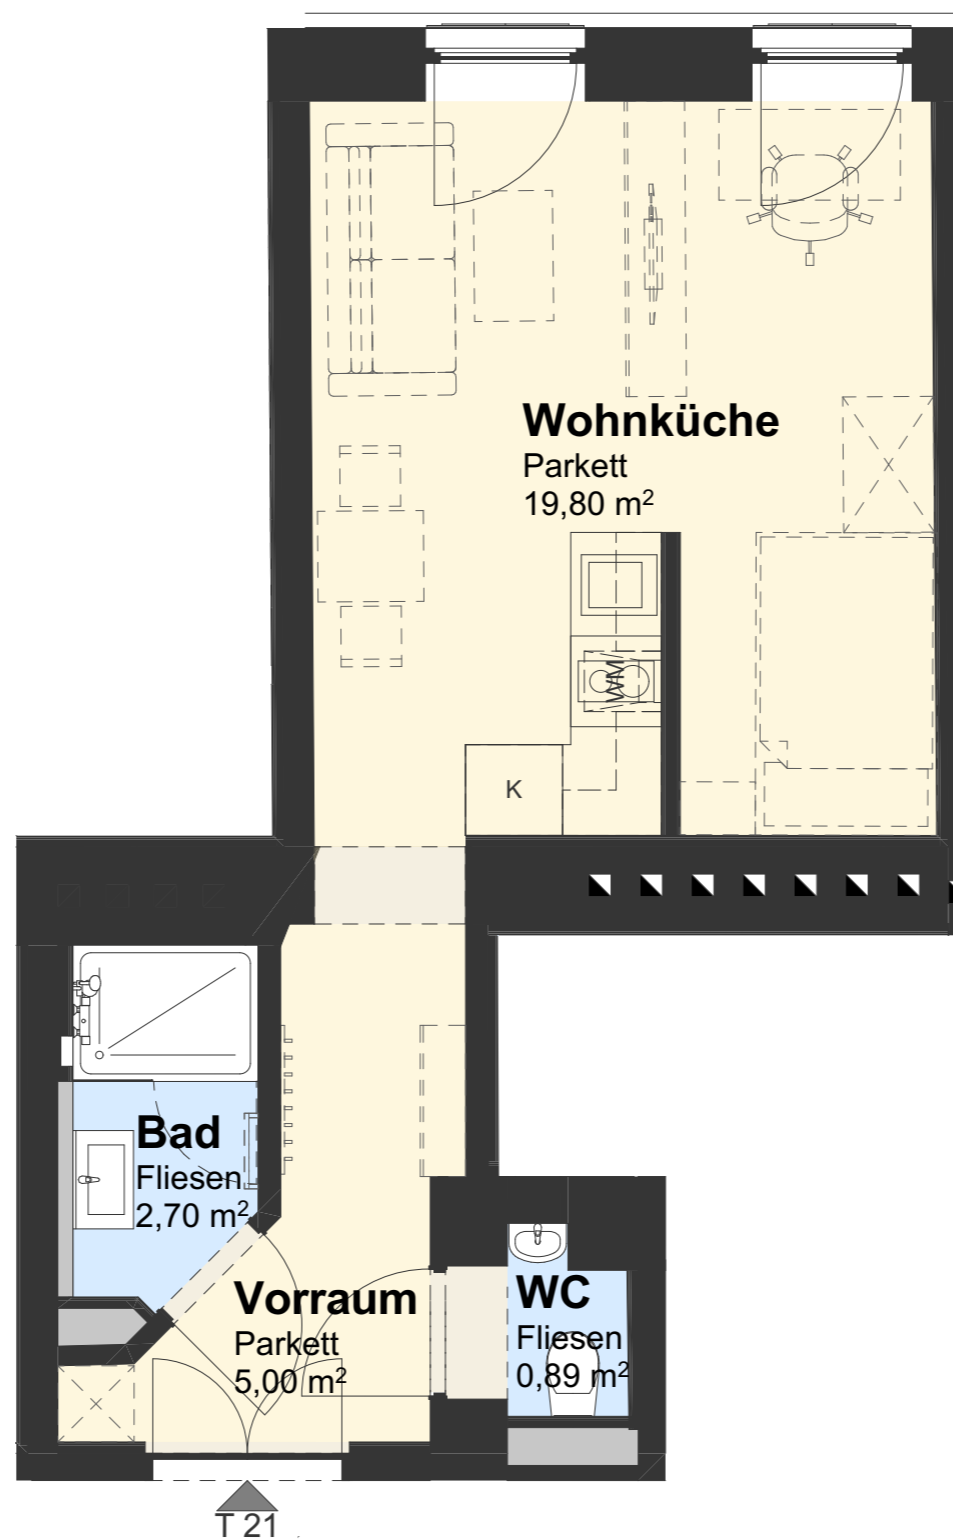 Wohnküche
Parkett
19,80 m²
WM
K
Bad
Fliesen
2,70 m²
Vorraum
Parkett
5,00 m²
WC
Fliesen
0,89 m²
T 21